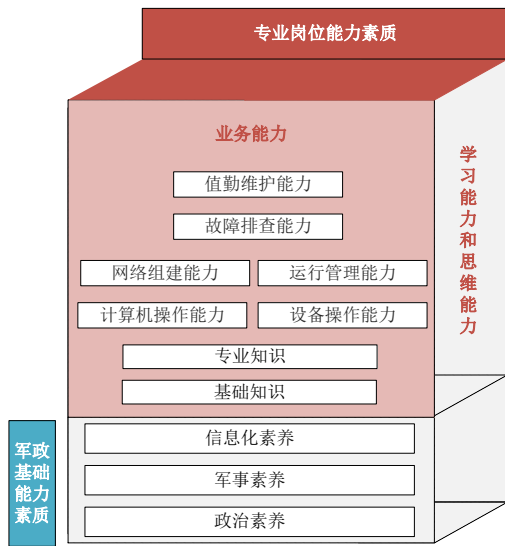 专业岗位能力素质
业务能力
值勤维护能力
故障排查能力
网络组建能力
运行管理能力
计算机操作能力
设备操作能力
专业知识
基础知识
学习能力和思维能力
信息化素养
军事素养
政治素养
军政
基础
能力
素质